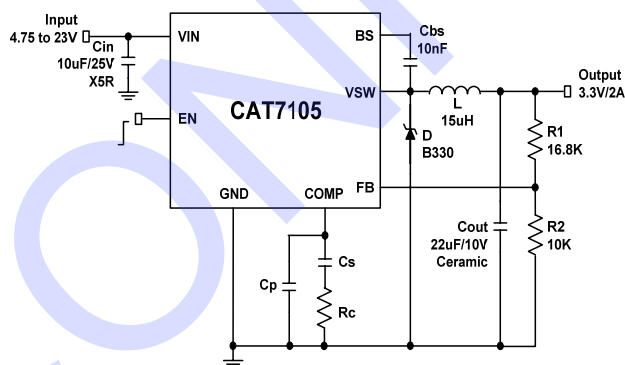 Input
4.75 to 23V
Cin
10uF/25V
X5R
VIN
EN
CAT7105
GND
COMP
BS
VSW
FB
Cbs
10nF
L
15uH
D
B330
Output
3.3V/2A
R1
16.8K
R2
10K
Cout
22uF/10V
Ceramic
Cp
Cs
Rc